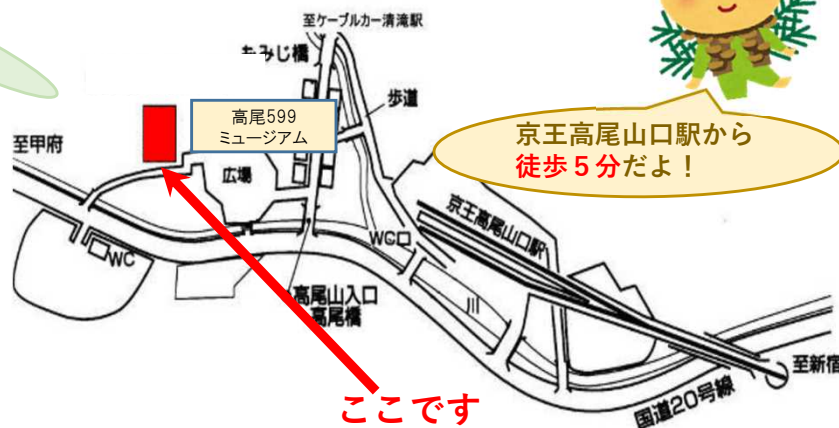 至ケーブルカー清滝駅
みじ橋
歩道
高尾599
ミュージアム
京王高尾山口駅から
徒歩５分だよ！
至甲府
広場
京王高尾山口駅
WC
WC
高尾山入口
高尾橋
川
ここです
国道20号線
至新宿